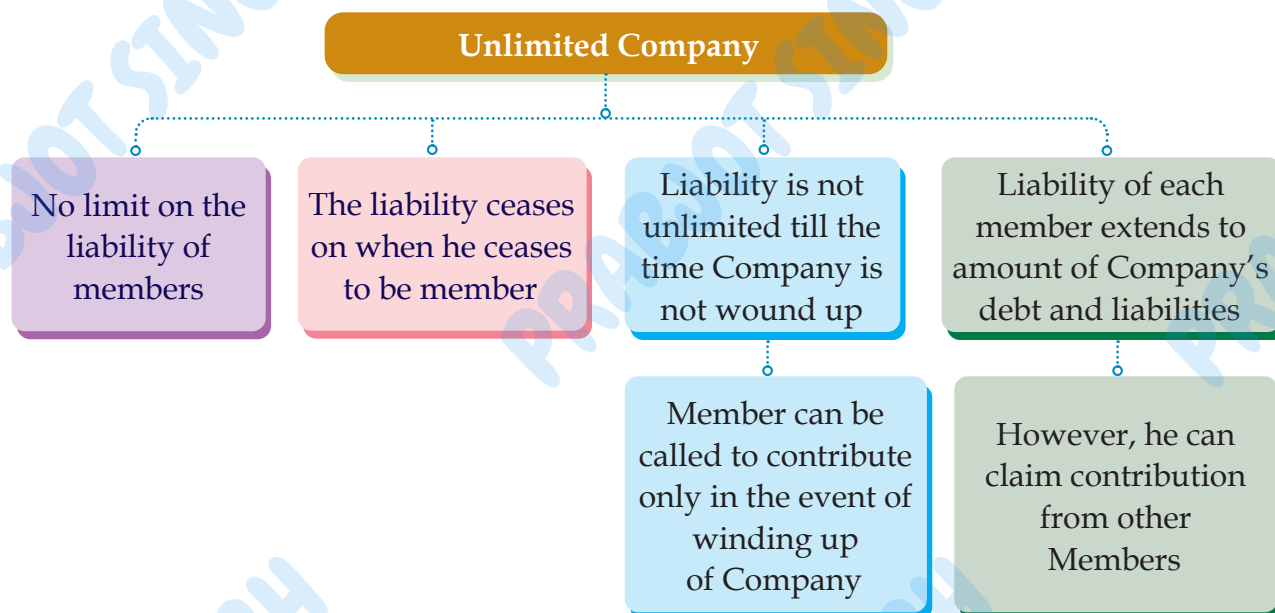 Unlimited Company
No limit on the
liability of
members
The liability ceases
on when he ceases
to be member
Liability is not
unlimited till the
time Company is
not wound up
Liability of each
member extends to
amount of Company's
debt and liabilities
Member can be
called to contribute
only in the event of
winding up
of Company
However, he can
claim contribution
from other
Members